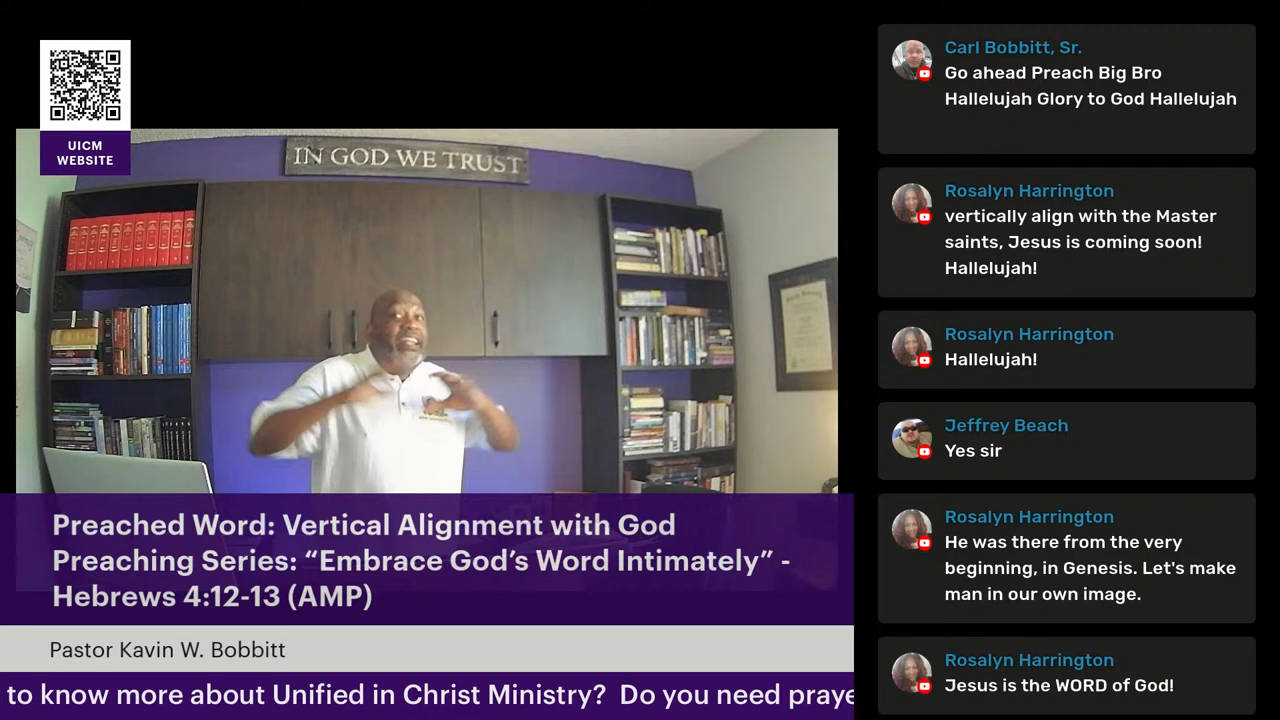 UICM
WEBSITE
IN GOD WE TRUST
Preached Word: Vertical Alignment with God
Preaching Series: “Embrace God’s Word Intimately” -
Hebrews 4:12-13 (AMP)
Pastor Kavin W. Bobbitt
to know more about Unified in Christ Ministry? Do you need praye
Carl Bobbitt, Sr.
Go ahead Preach Big Bro
Hallelujah Glory to God Hallelujah
Rosalyn Harrington
vertically align with the Master
saints, Jesus is coming soon!
Hallelujah!
Rosalyn Harrington
Hallelujah!
Jeffrey Beach
Yes sir
Rosalyn Harrington
He was there from the very
beginning, in Genesis. Let's make
man in our own image.
Rosalyn Harrington
Jesus is the WORD of God!